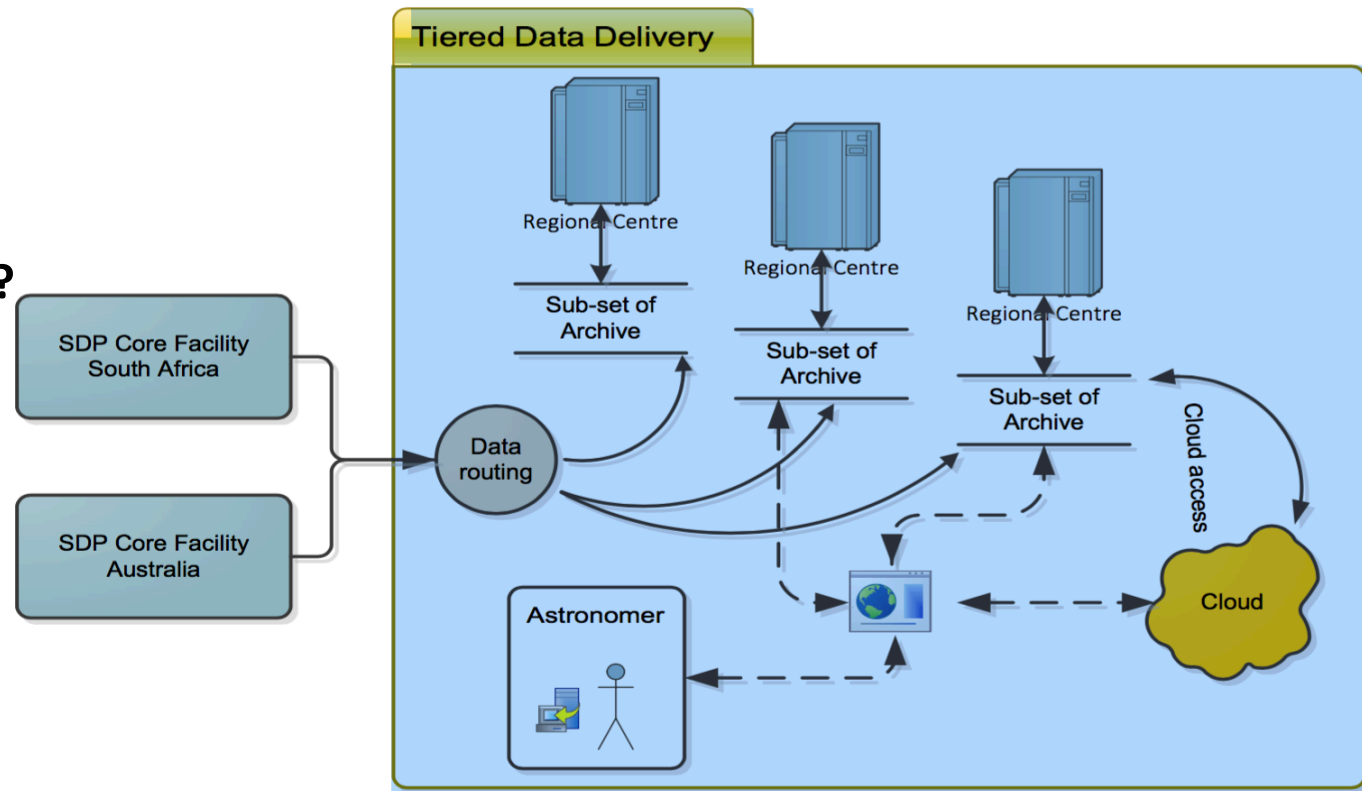 Tiered Data Delivery
?
SDP Core Facility
South Africa
SDP Core Facility
Australia
Data
routing
Regional Centre
Sub-set of
Archive
Regional Centre
Sub-set of
Archive
Regional Centre
Sub-set of
Archive
Cloud access
Cloud
Astronomer